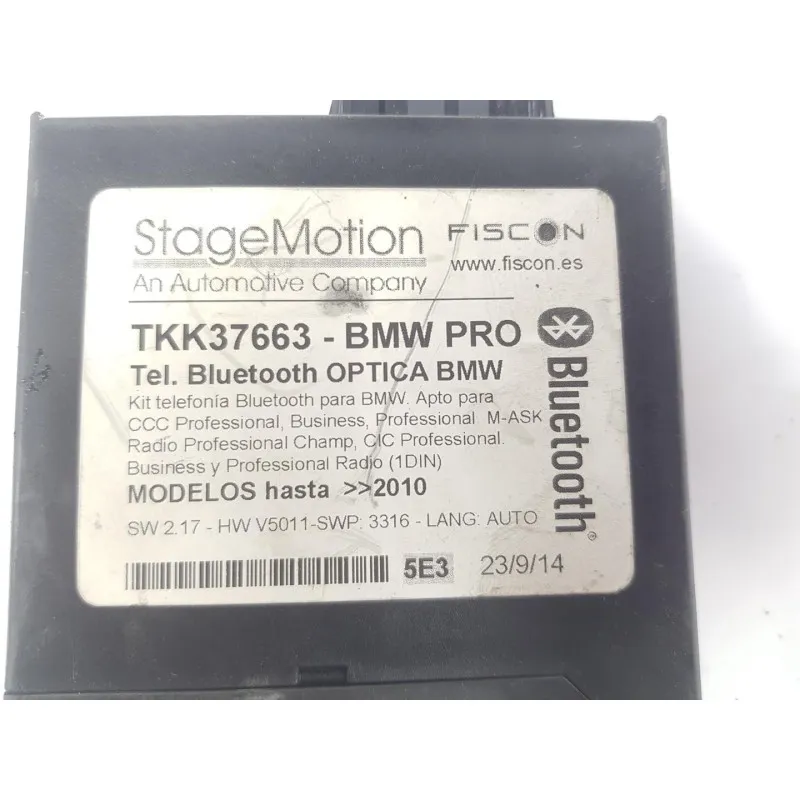 StageMotion
An Automotive Company
FISCON
www.fiscon.es
TKK37663 - BMW PRO
Tel. Bluetooth OPTICA BMW
Kit telefonía Bluetooth para BMW. Apto para
CCC Professional, Business, Professional M-ASK
Radio Professional Champ, CIC Professional.
Business y Professional Radio (1DIN)
MODELOS hasta >>2010
SW 2.17 - HW V5011-SWP: 3316 - LANG: AUTO
5E3 23/9/14
Bluetooth®